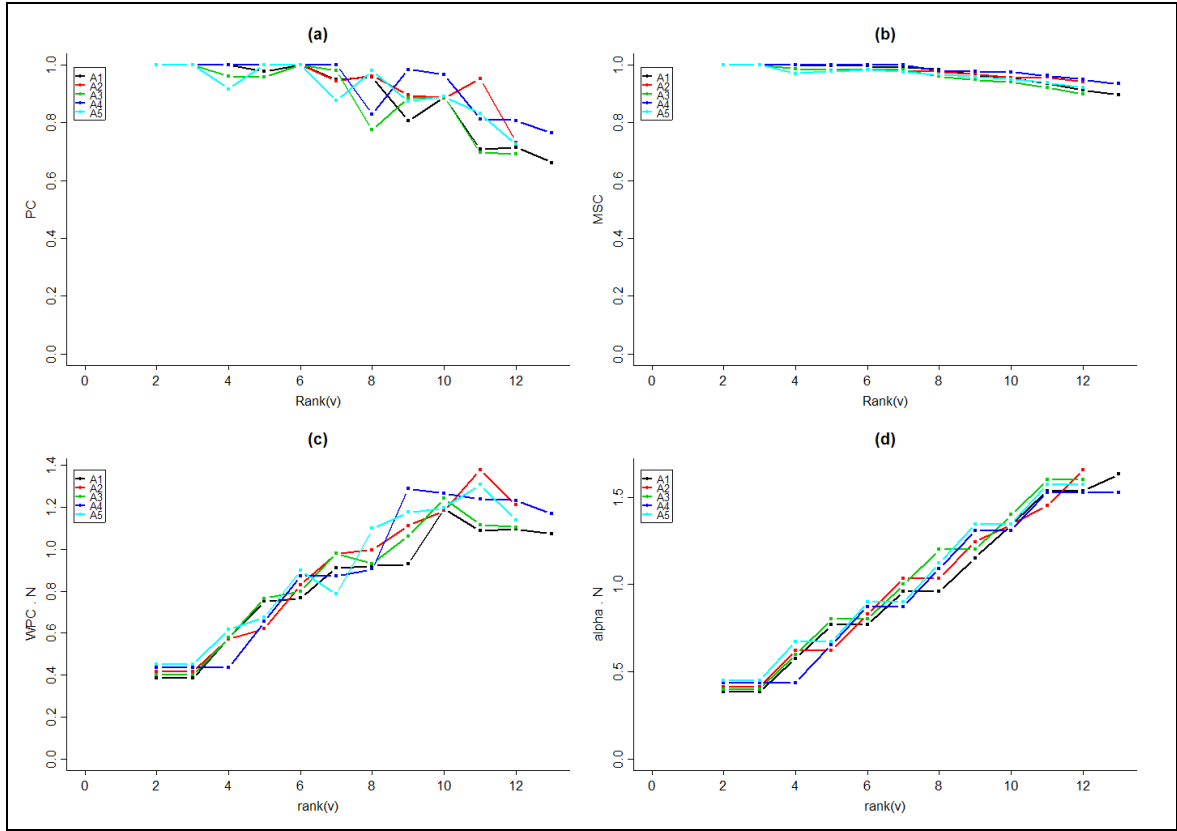 (a)
A1
A2
A3
A4
A5
PC
0.0 0.2 0.4 0.6 0.8 1.0
0 2 4 6 8 10 12
Rank(v)
(b)
A1
A2
A3
A4
A5
MSC
0.0 0.2 0.4 0.6 0.8 1.0
0 2 4 6 8 10 12
Rank(v)
(c)
A1
A2
A3
A4
A5
WPC . N
0.0 0.2 0.4 0.6 0.8 1.0 1.2 1.4
0 2 4 6 8 10 12
rank(v)
(d)
A1
A2
A3
A4
A5
alpha . N
0.0 0.5 1.0 1.5
0 2 4 6 8 10 12
rank(v)